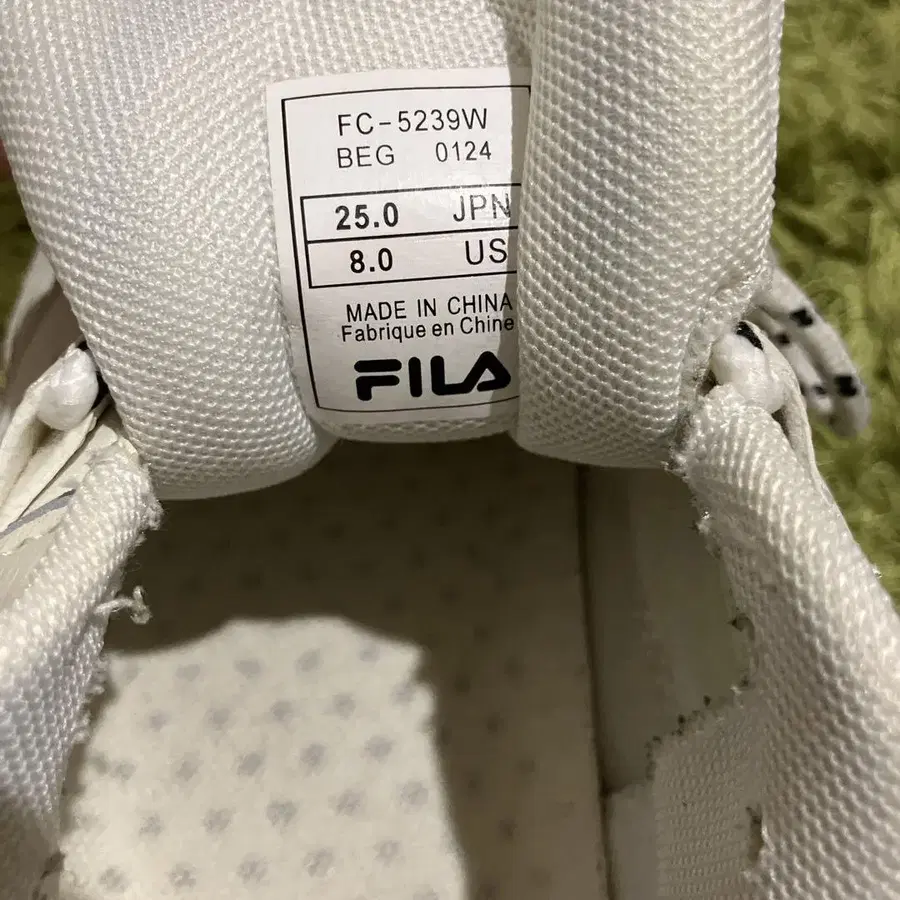 FC-5239W
BEG 0124
25.0 JPN
8.0 US
MADE IN CHINA
Fabrique en Chine
FILA